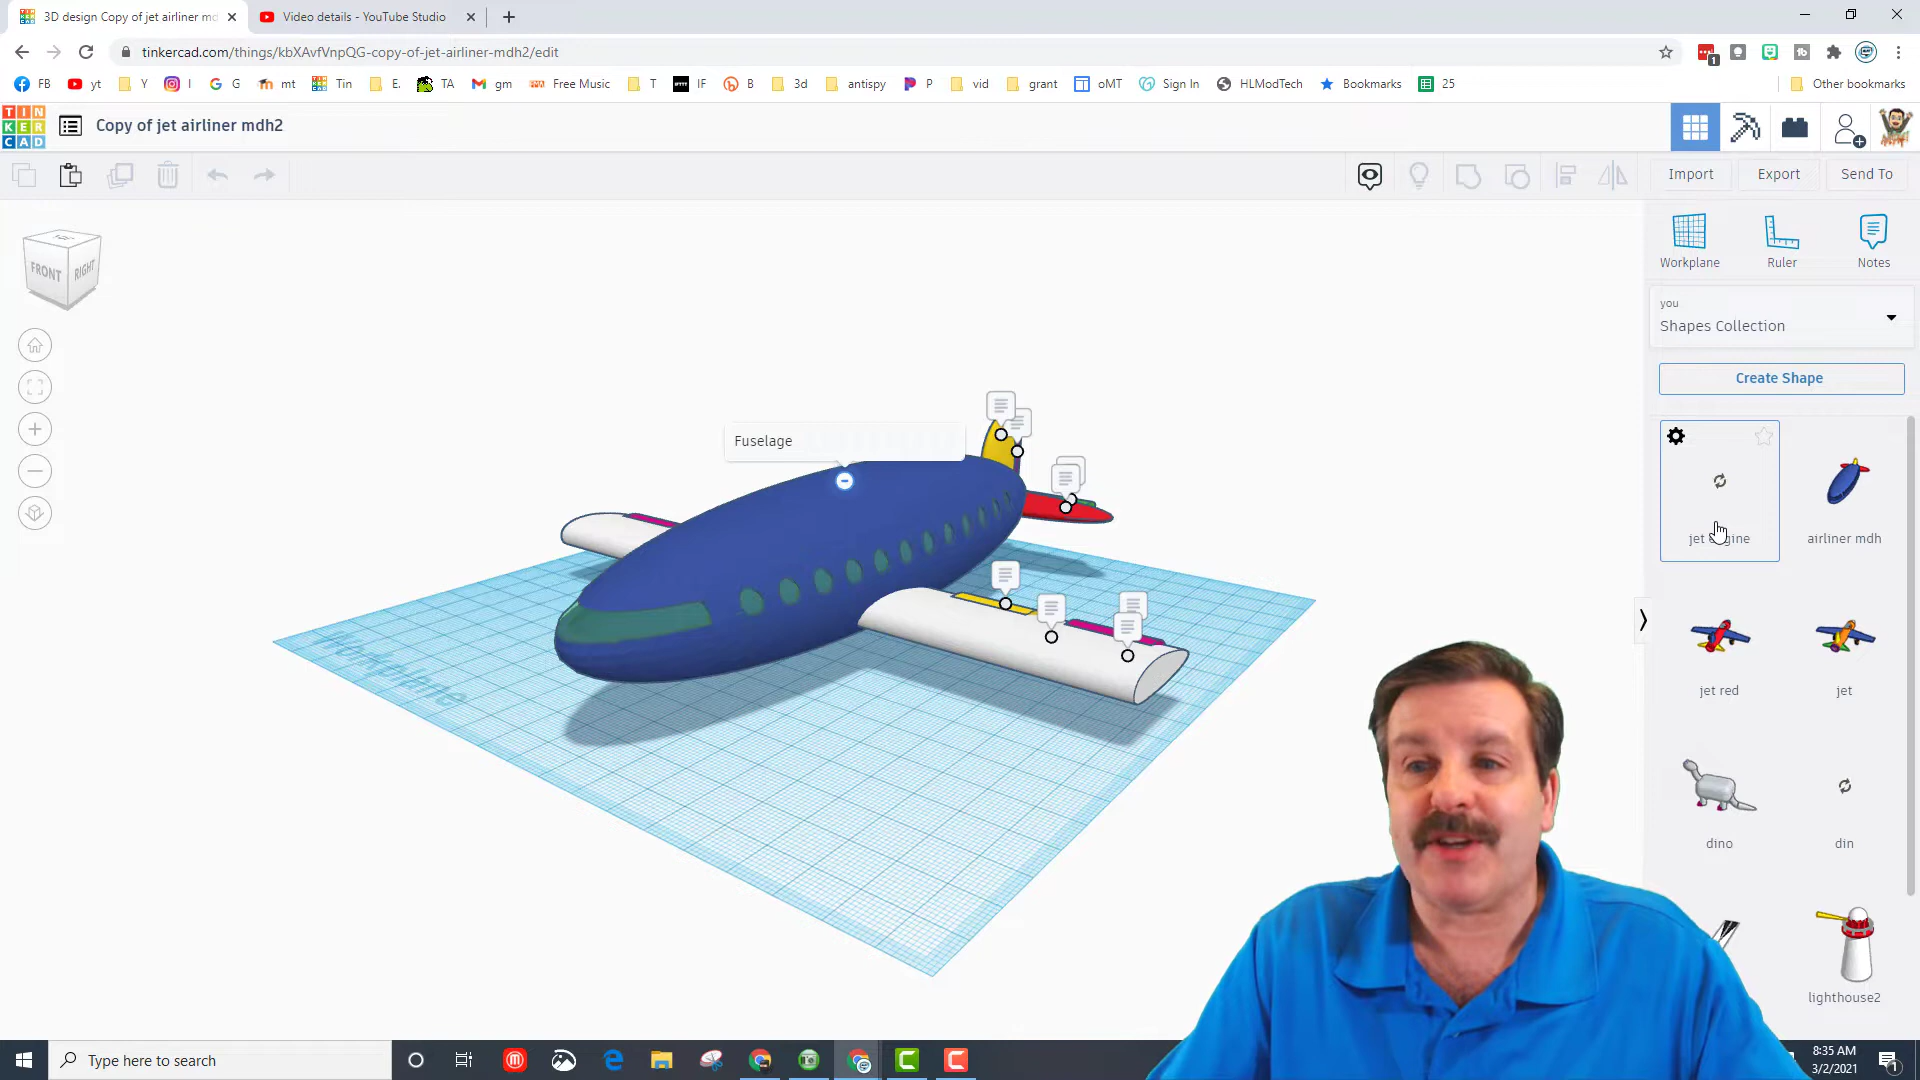 3D design Copy of jet airliner md
Video details - YouTube Studio
tinkercad.com/things/kbXAvfVnpQG-copy-of-jet-airliner-mdh2/edit
FB
yt
Y
I
G
mt
Tin
E.
TA
gm
Free Music
T
IF
B
3d
antispy
P
vid
grant
oMT
Sign In
HLModTech
Bookmarks
25
Other bookmarks
TIN
KER
CAD
Copy of jet airliner mdh2
Import
Export
Send To
FRONT
RIGHT
Workplane
Ruler
Notes
you
Shapes Collection
Create Shape
Fuselage
jet engine
airliner mdh
Workplane
jet red
jet
dino
din
lighthouse2
Type here to search
8:35 AM
3/2/2021